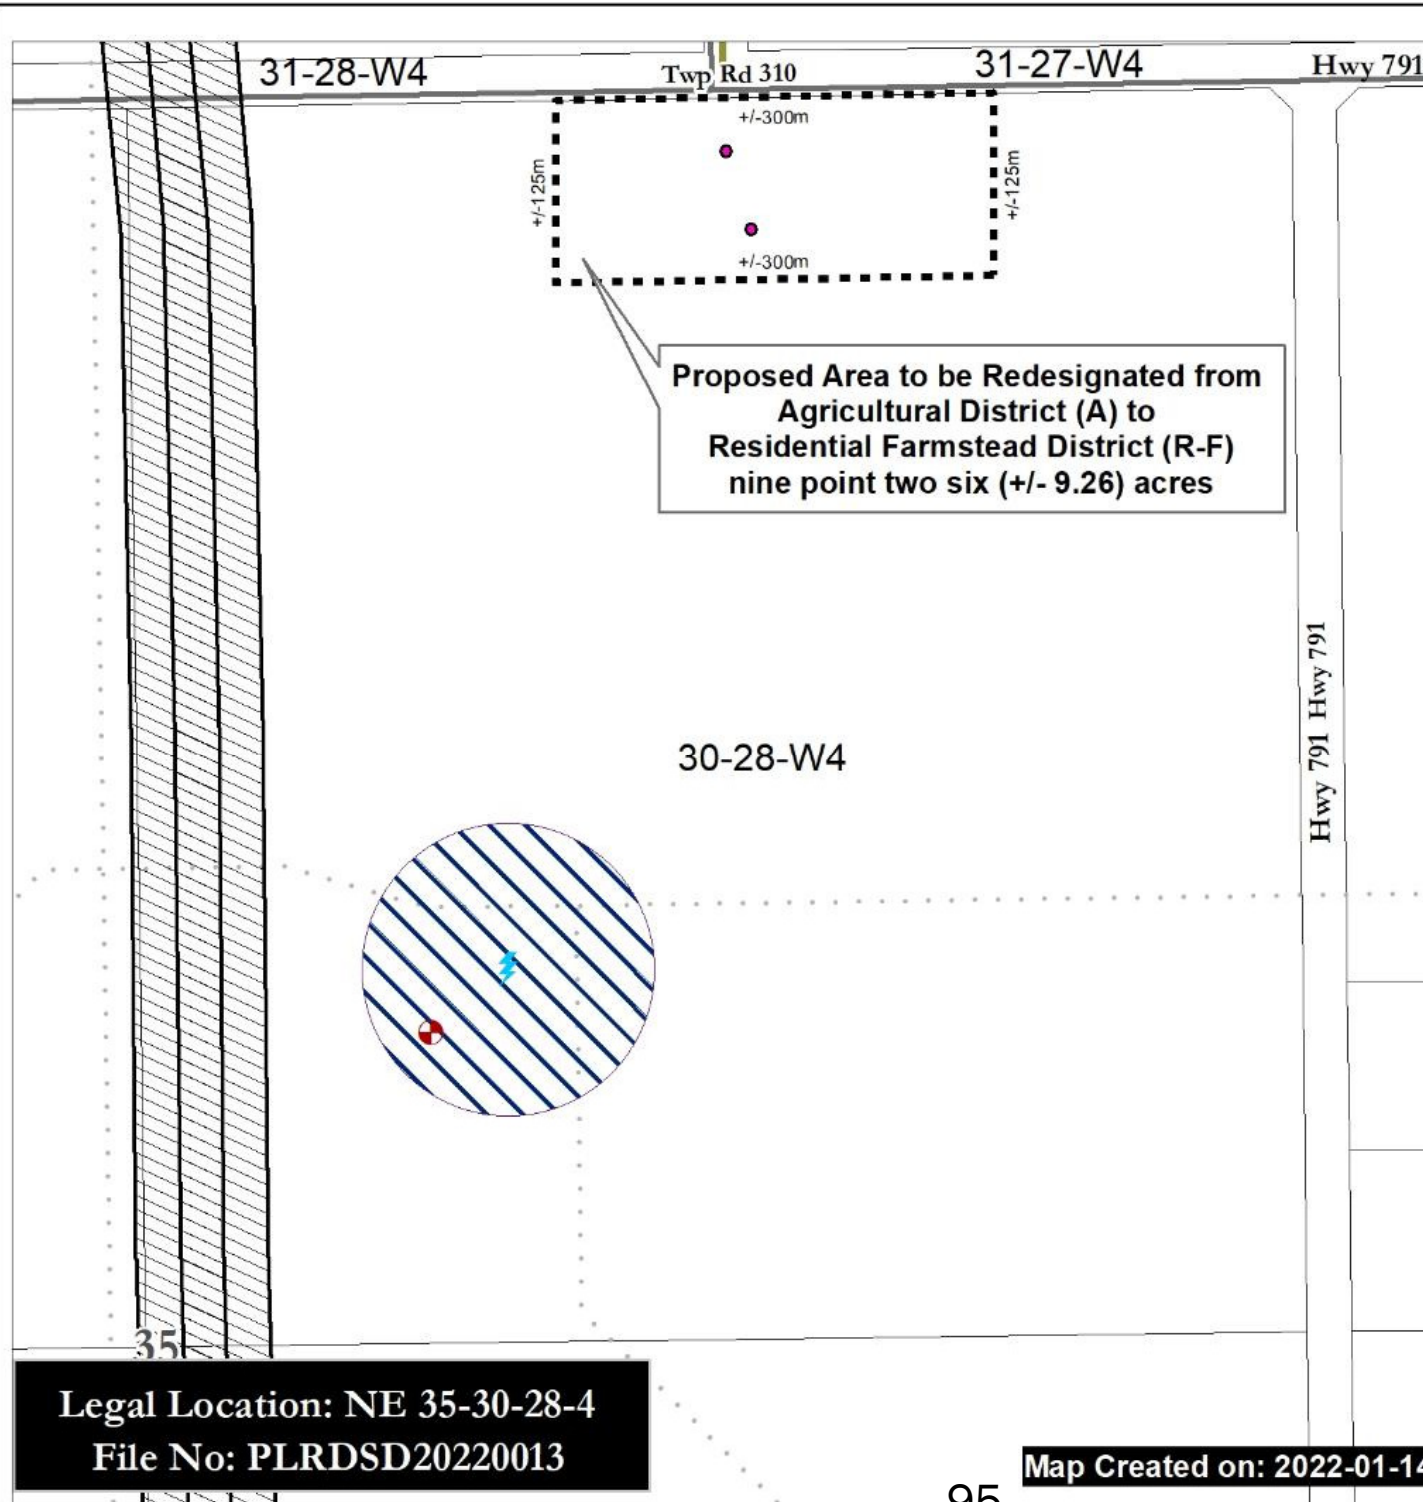 31-28-W4
Twp Rd 310
31-27-W4
Hwy 791
+/-300m
+/-125m
+/-125m
+/-300m
Proposed Area to be Redesignated from
Agricultural District (A) to
Residential Farmstead District (R-F)
nine point two six (+/- 9.26) acres
Hwy 791 Hwy 791
30-28-W4
35
Legal Location: NE 35-30-28-4
File No: PLRDSD20220013
Map Created on: 2022-01-14
95